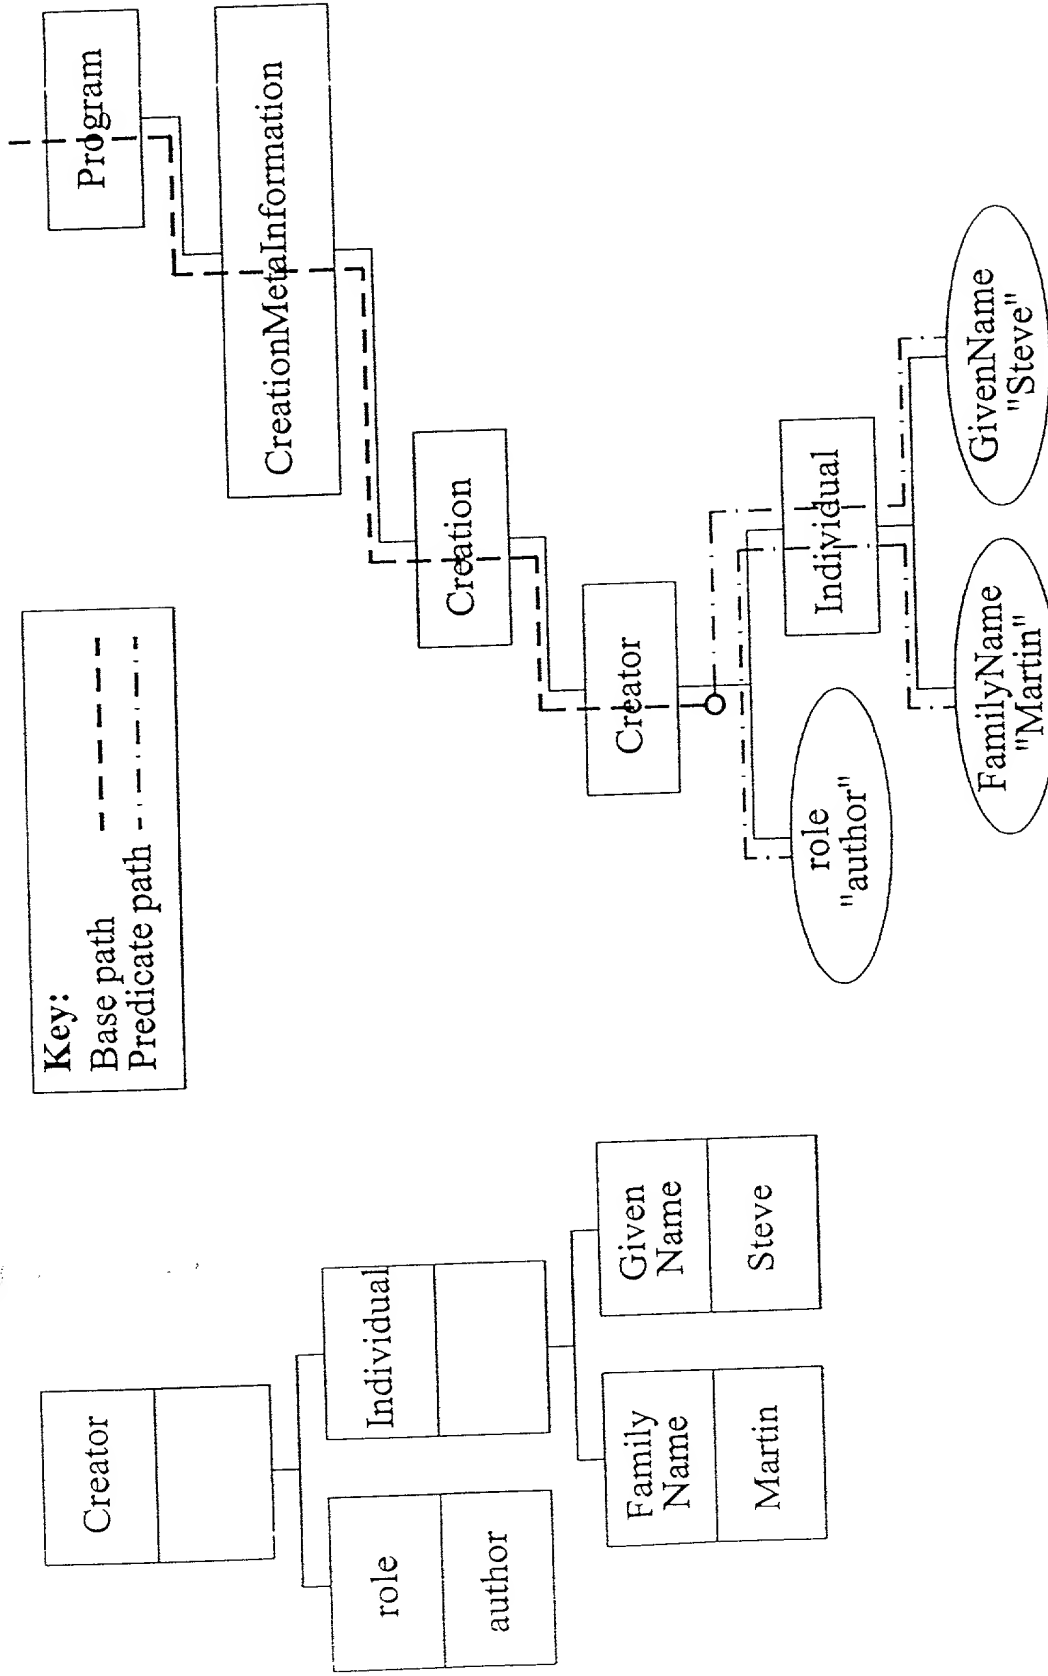 Creator
role
author
Individual
Family
Name
Martin
Given
Name
Steve
Key:
Base path
Predicate path
Program
CreationMetaInformation
Creation
Creator
role
"author"
Individual
FamilyName
"Martin"
GivenName
"Steve"